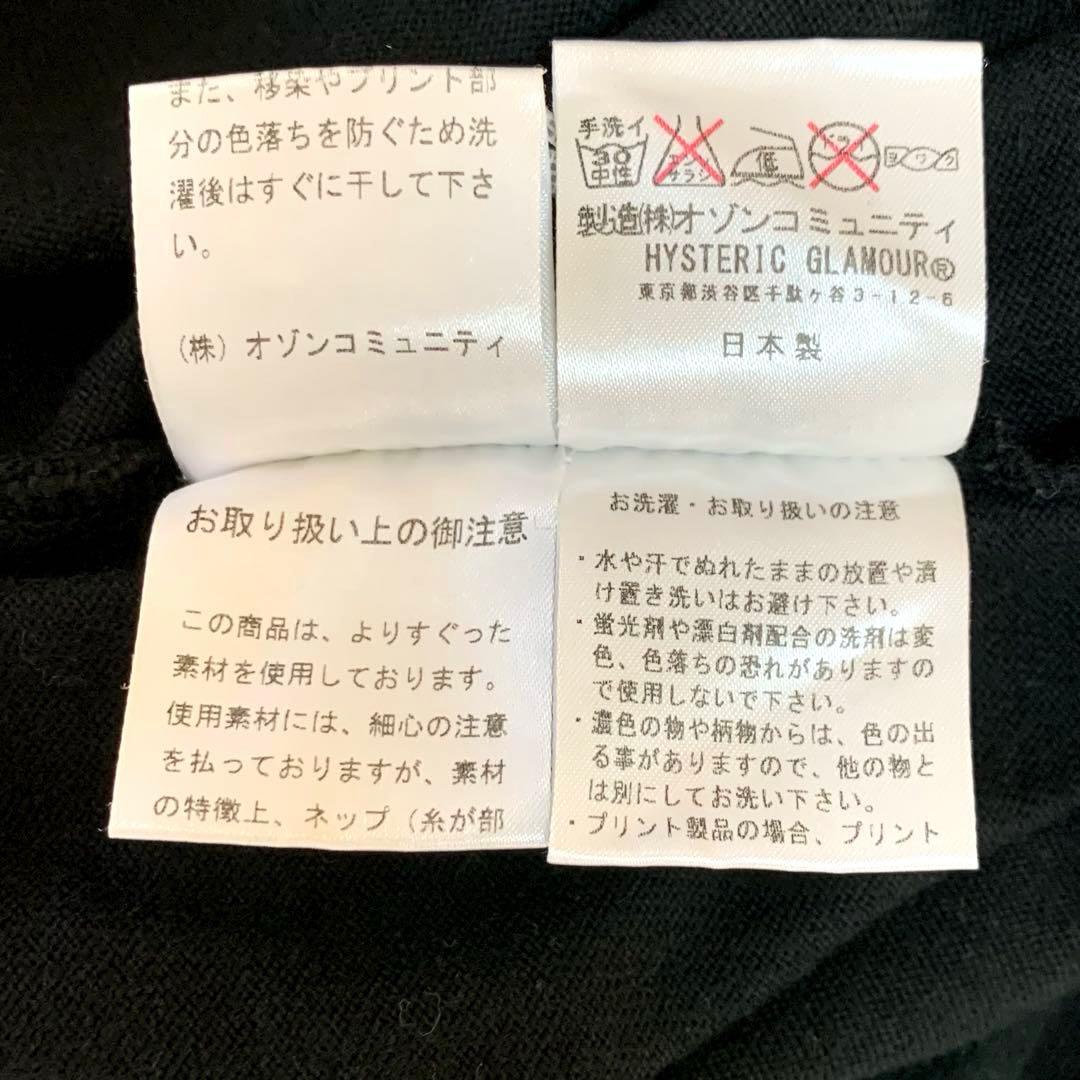 また、移染やプリント部
分の色落ちを防ぐため洗
濯後はすぐに干して下さ
い。
(株) オゾンコミュニティ
手洗イ
30
中性
エンソ
サラシ
低
ドライ
ヨワク
製造(株)オゾンコミュニティ
HYSTERIC GLAMOUR®
東京都渋谷区千駄ケ谷3-12-6
日本製
お取り扱い上の御注意
この商品は、よりすぐった
素材を使用しております。
使用素材には、細心の注意
を払っておりますが、素材
の特徴上、ネップ（糸が部
お洗濯・お取り扱いの注意
・水や汗でぬれたままの放置や漬
け置き洗いはお避け下さい。
・蛍光剤や漂白剤配合の洗剤は変
色、色落ちの恐れがありますの
で使用しないで下さい。
・濃色の物や柄物からは、色の出
る事がありますので、他の物と
は別にしてお洗い下さい。
・プリント製品の場合、プリント